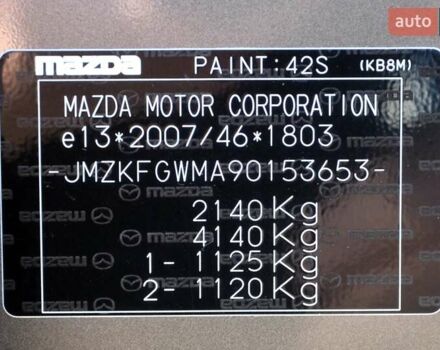 auto
mazda PAINT:42S (KB8M)
MAZDA MOTOR CORPORATION
e13*2007/46*1803
-JMZKFGWMA90153653-
2140Kg
4140Kg
1- 1125Kg
2- 1120Kg